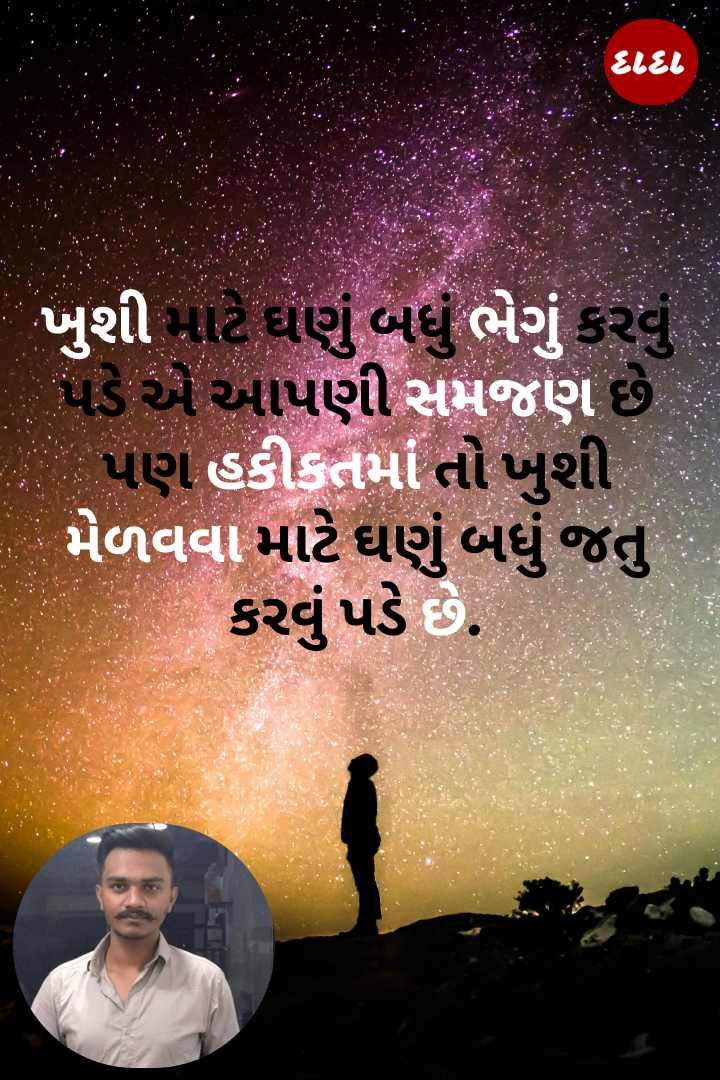 દાદા
ખુશી માટે ઘણું બધું ભેગું કરવું
પડે એ આપણી સમજણ છે
પણ હકીકતમાં તો ખુશી
મેળવવા માટે ઘણું બધું જતુ
કરવું પડે છે.